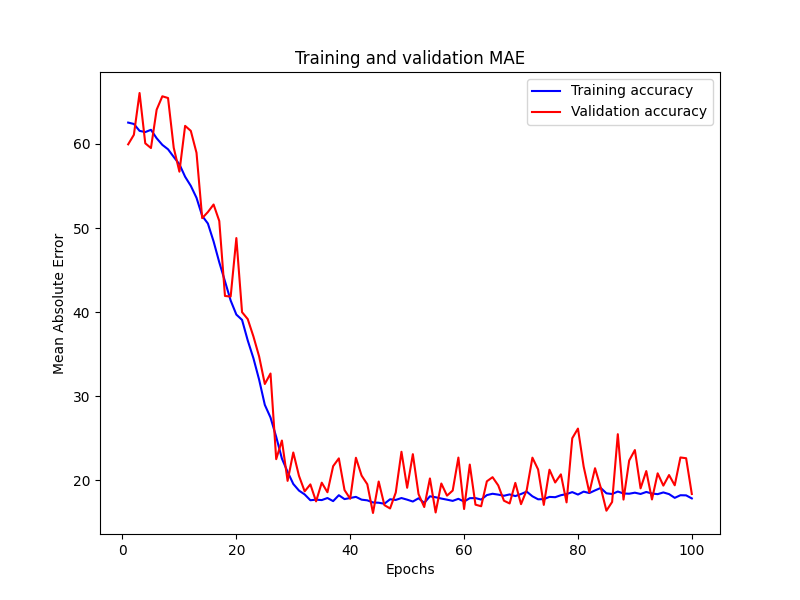 Training and validation MAE
Training accuracy
Validation accuracy
Mean Absolute Error
60
50
40
30
20
0
20
40
60
80
100
Epochs